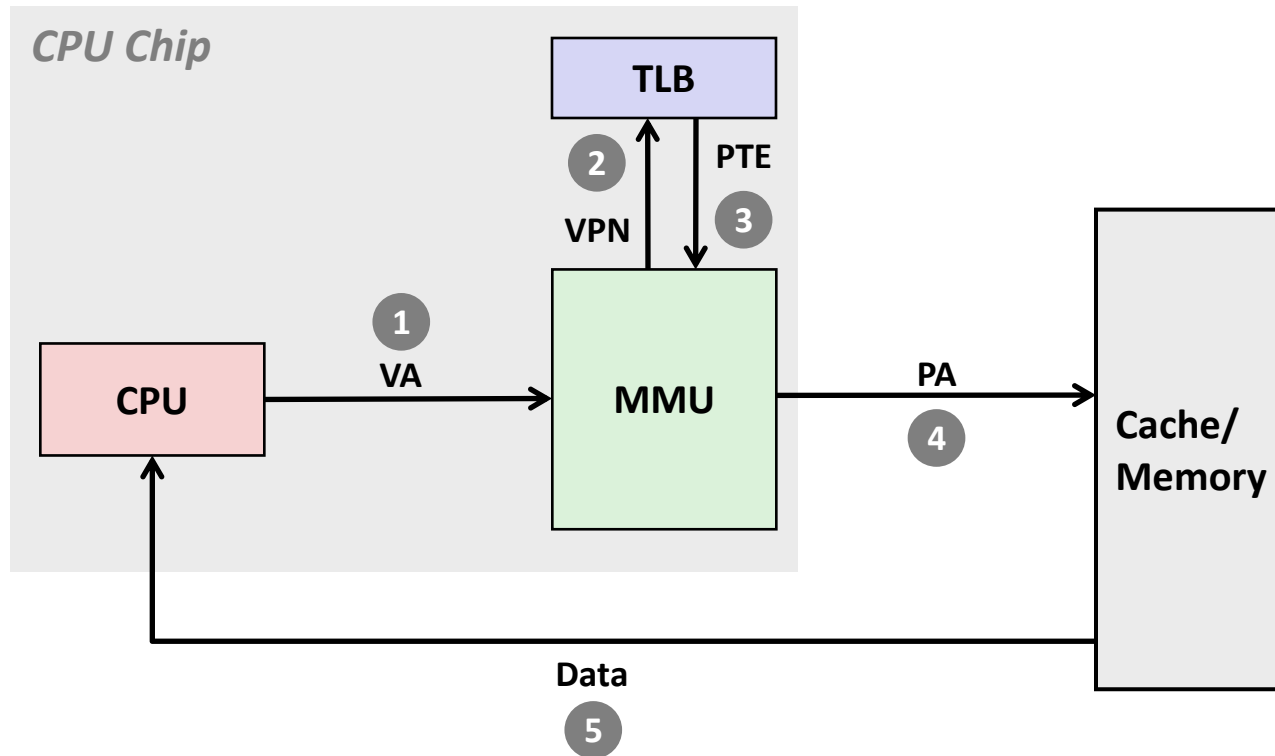 CPU Chip
TLB
2
PTE
VPN
3
1
VA
CPU
MMU
PA
4
Cache/
Memory
Data
5